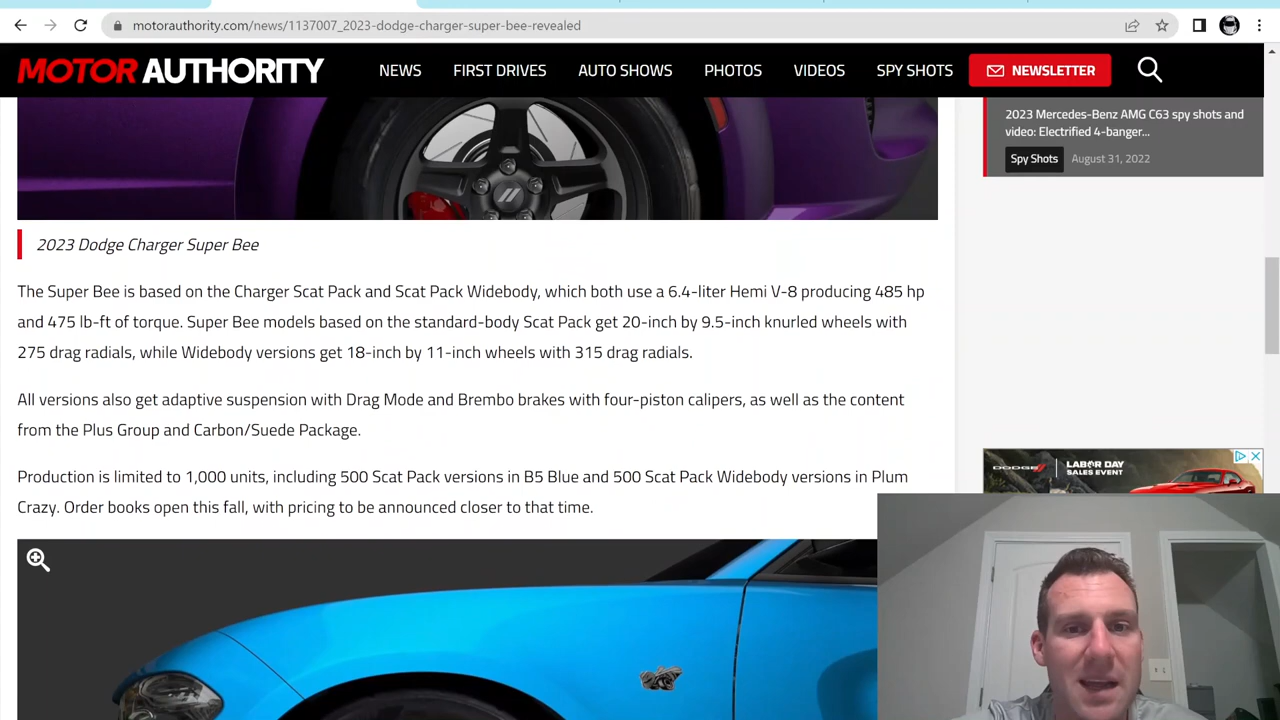 motorauthority.com/news/1137007_2023-dodge-charger-super-bee-revealed
MOTOR AUTHORITY
NEWS
FIRST DRIVES
AUTO SHOWS
PHOTOS
VIDEOS
SPY SHOTS
NEWSLETTER
2023 Mercedes-Benz AMG C63 spy shots and
video: Electrified 4-banger...
Spy Shots August 31, 2022
2023 Dodge Charger Super Bee
The Super Bee is based on the Charger Scat Pack and Scat Pack Widebody, which both use a 6.4-liter Hemi V-8 producing 485 hp
and 475 lb-ft of torque. Super Bee models based on the standard-body Scat Pack get 20-inch by 9.5-inch knurled wheels with
275 drag radials, while Widebody versions get 18-inch by 11-inch wheels with 315 drag radials.
All versions also get adaptive suspension with Drag Mode and Brembo brakes with four-piston calipers, as well as the content
from the Plus Group and Carbon/Suede Package.
Production is limited to 1,000 units, including 500 Scat Pack versions in B5 Blue and 500 Scat Pack Widebody versions in Plum
Crazy. Order books open this fall, with pricing to be announced closer to that time.
DODGE
LABOR DAY
SALES EVENT